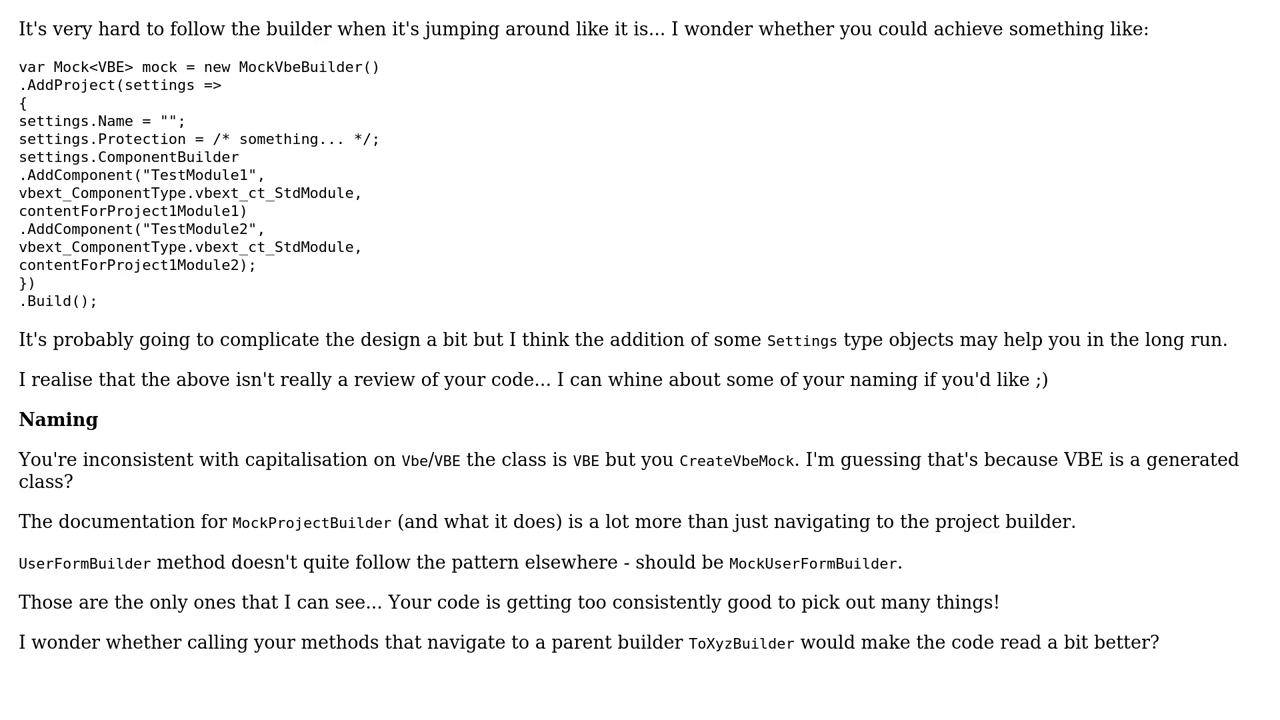 It's very hard to follow the builder when it's jumping around like it is... I wonder whether you could achieve something like:
var Mock<VBE> mock = new MockVbeBuilder()
.AddProject(settings =>
{
settings.Name = "";
settings.Protection = /* something... */;
settings.ComponentBuilder
.AddComponent("TestModule1",
vbext_ComponentType.vbext_ct_StdModule,
contentForProject1Module1)
.AddComponent("TestModule2",
vbext_ComponentType.vbext_ct_StdModule,
contentForProject1Module2);
})
.Build();
It's probably going to complicate the design a bit but I think the addition of some Settings type objects may help you in the long run.
I realise that the above isn't really a review of your code... I can whine about some of your naming if you'd like ;)
Naming
You're inconsistent with capitalisation on Vbe/VBE the class is VBE but you CreateVbeMock. I'm guessing that's because VBE is a generated
class?
The documentation for MockProjectBuilder (and what it does) is a lot more than just navigating to the project builder.
UserFormBuilder method doesn't quite follow the pattern elsewhere - should be MockUserFormBuilder.
Those are the only ones that I can see... Your code is getting too consistently good to pick out many things!
I wonder whether calling your methods that navigate to a parent builder ToXyzBuilder would make the code read a bit better?